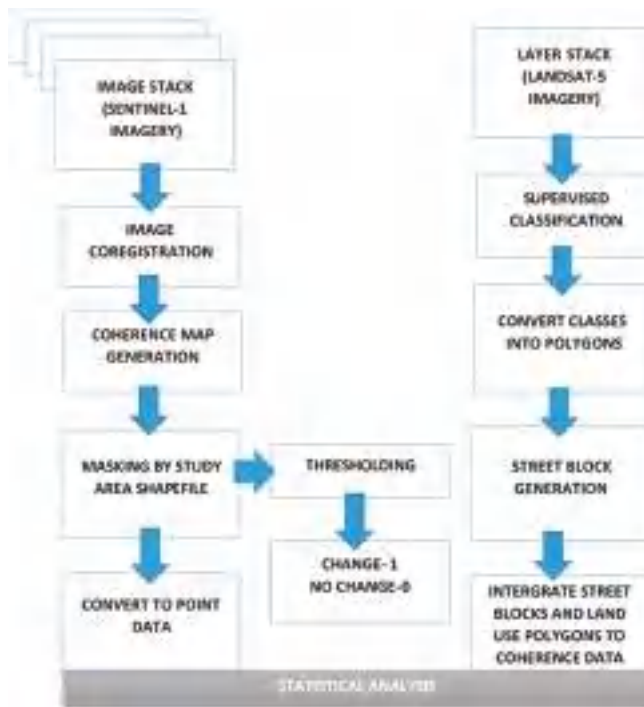 IMAGE STACK
(SENTINEL-1
IMAGERY)
IMAGE
COREGISTRATION
COHERENCE MAP
GENERATION
MASKING BY STUDY
AREA SHAPEFILE
CONVERT TO POINT
DATA
THRESHOLDING
CHANGE- 1
NO CHANGE-0
LAYER STACK
(LANDSAT-5
IMAGERY)
SUPERVISED
CLASSIFICATION
CONVERT CLASSES
INTO POLYGONS
STREET BLOCK
GENERATION
INTERGRATE STREET
BLOCKS AND LAND
USE POLYGONS TO
COHERENCE DATA
STATISTICAL ANALYSIS